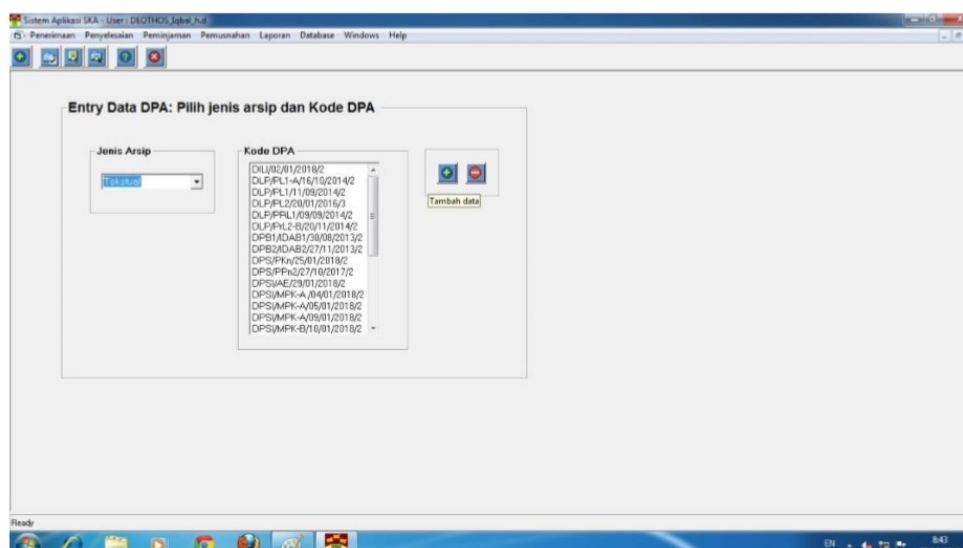 Sistem Aplikasi SKA - User : DEOTHOS_Iqbal_h.d
Penerimaan Penyelesaian Peminjaman Pemusnahan Laporan Database Windows Help
Entry Data DPA: Pilih jenis arsip dan Kode DPA
Jenis Arsip
Tekstual
Kode DPA
DILI/02/01/2018/2
DLP/PL1-A/16/10/2014/2
DLP/PL1/11/09/2014/2
DLP/PL2/20/01/2016/3
DLP/PRL1/09/09/2014/2
DLP/PrL2-B/20/11/2014/2
DPB1/IDAB1/30/08/2013/2
DPB2/IDAB2/27/11/2013/2
DPS/PKn/25/01/2018/2
DPS/PPn2/27/10/2017/2
DPSI/AE/29/01/2018/2
DPSI/MPK-A /04/01/2018/2
DPSI/MPK-A/05/01/2018/2
DPSI/MPK-A/09/01/2018/2
DPSI/MPK-B/10/01/2018/2
Tambah data
Ready
EN
8:43